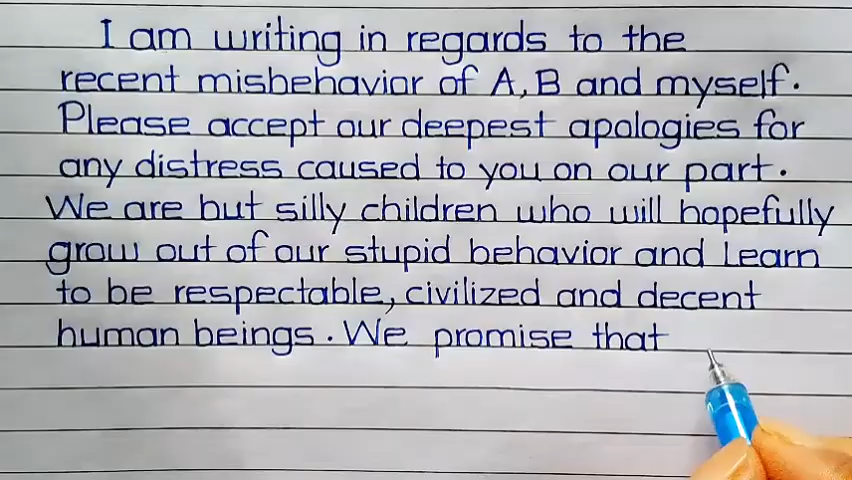 I am writing in regards to the
recent misbehavior of A, B and myself.
Please accept our deepest apologies for
any distress caused to you on our part.
We are but silly children who will hopefully
grow out of our stupid behavior and Learn
to be respectable, civilized and decent
human beings. We promise that